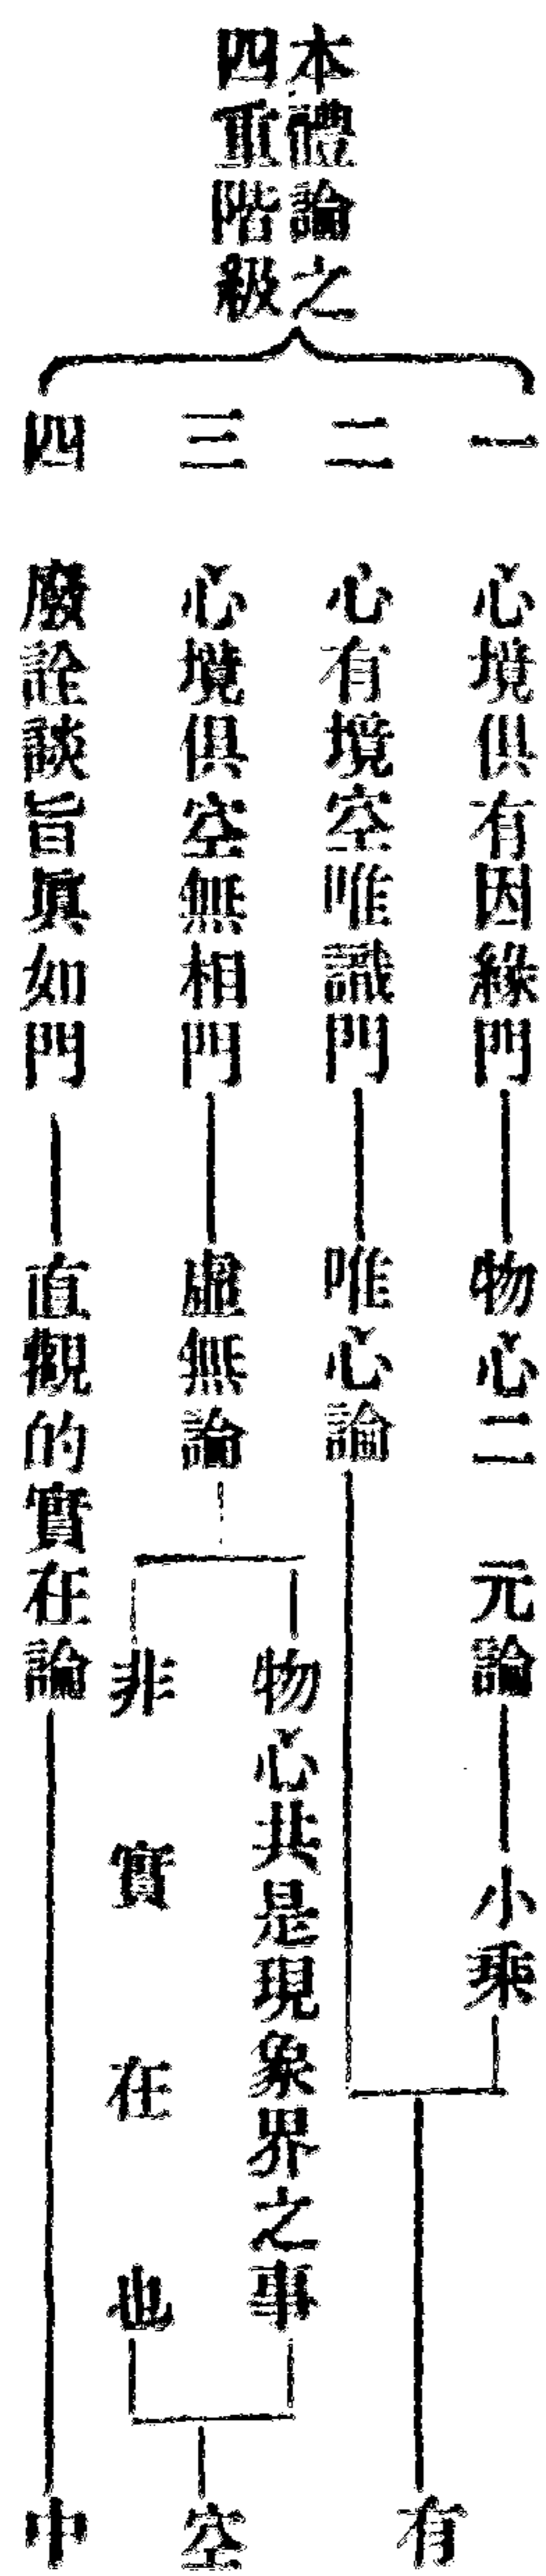 本體論之
四重階級
一
心境俱有因緣門
物心二元論
小乘
二
心有境空唯識門
唯心論
有
三
心境俱空無相門
虛無論
物心共是現象界之事
非實在也
空
四
廢詮談旨眞如門
直觀的實在論
中